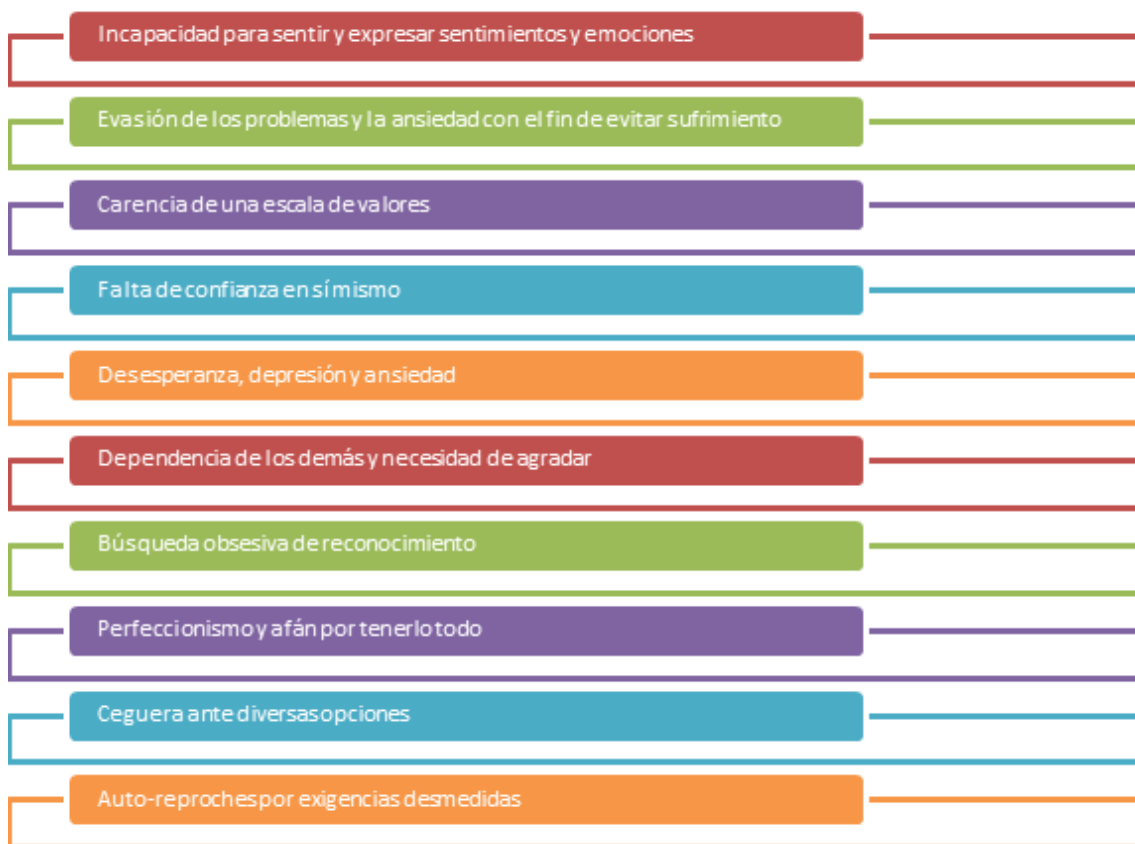 Incapacidad para sentir y expresar sentimientos y emociones
Evasión de los problemas y la ansiedad con el fin de evitar sufrimiento
Carencia de una escala de valores
Falta de confianza en sí mismo
Desesperanza, depresión y ansiedad
Dependencia de los demás y necesidad de agradar
Búsqueda obsesiva de reconocimiento
Perfeccionismo y afán por tenerlo todo
Ceguera ante diversas opciones
Auto-reproches por exigencias desmedidas